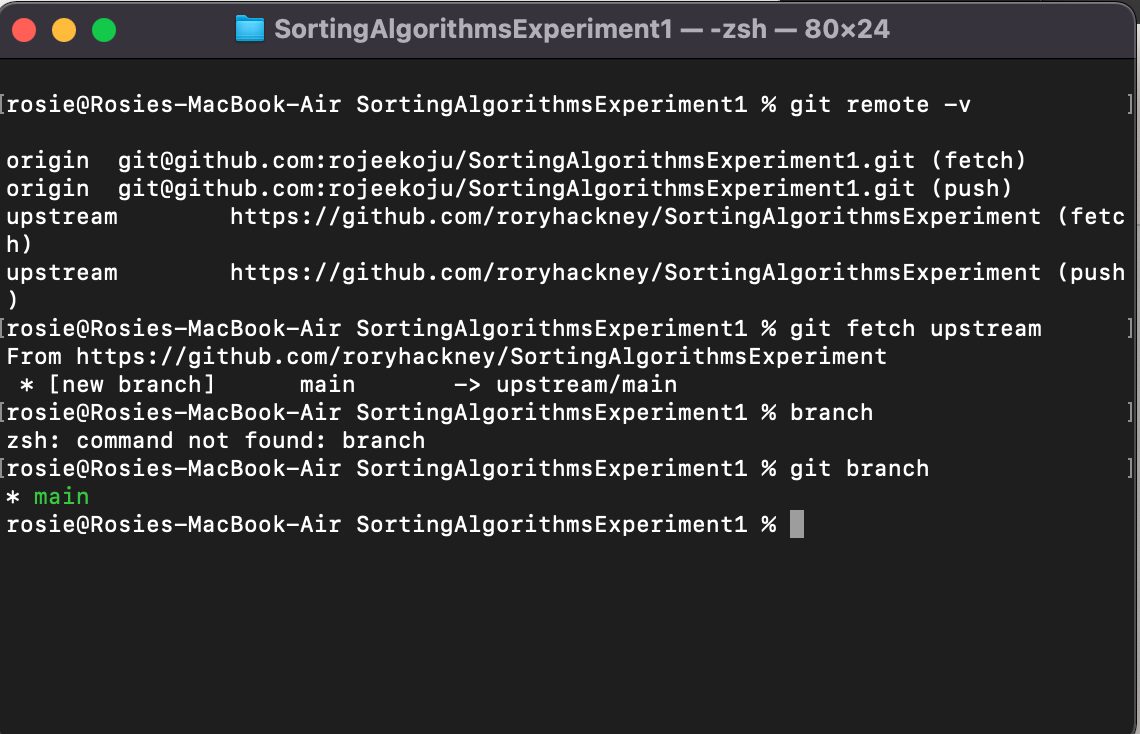 SortingAlgorithmsExperiment1 — -zsh — 80×24
[rosie@Rosies-MacBook-Air SortingAlgorithmsExperiment1 % git remote -v ]
origin  git@github.com:rojeekoju/SortingAlgorithmsExperiment1.git (fetch)
origin  git@github.com:rojeekoju/SortingAlgorithmsExperiment1.git (push)
upstream        https://github.com/roryhackney/SortingAlgorithmsExperiment (fetc
h)
upstream        https://github.com/roryhackney/SortingAlgorithmsExperiment (push
)
[rosie@Rosies-MacBook-Air SortingAlgorithmsExperiment1 % git fetch upstream ]
From https://github.com/roryhackney/SortingAlgorithmsExperiment
 * [new branch]      main       -> upstream/main
[rosie@Rosies-MacBook-Air SortingAlgorithmsExperiment1 % branch ]
zsh: command not found: branch
[rosie@Rosies-MacBook-Air SortingAlgorithmsExperiment1 % git branch ]
* main
rosie@Rosies-MacBook-Air SortingAlgorithmsExperiment1 %